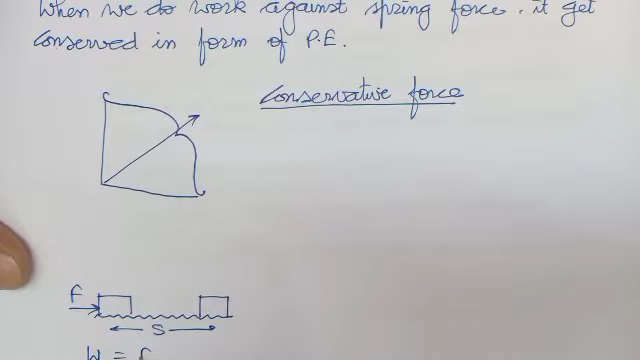 When we do work against spring force. it get
conserved in form of P.E.
Conservative force
F
S
W = f